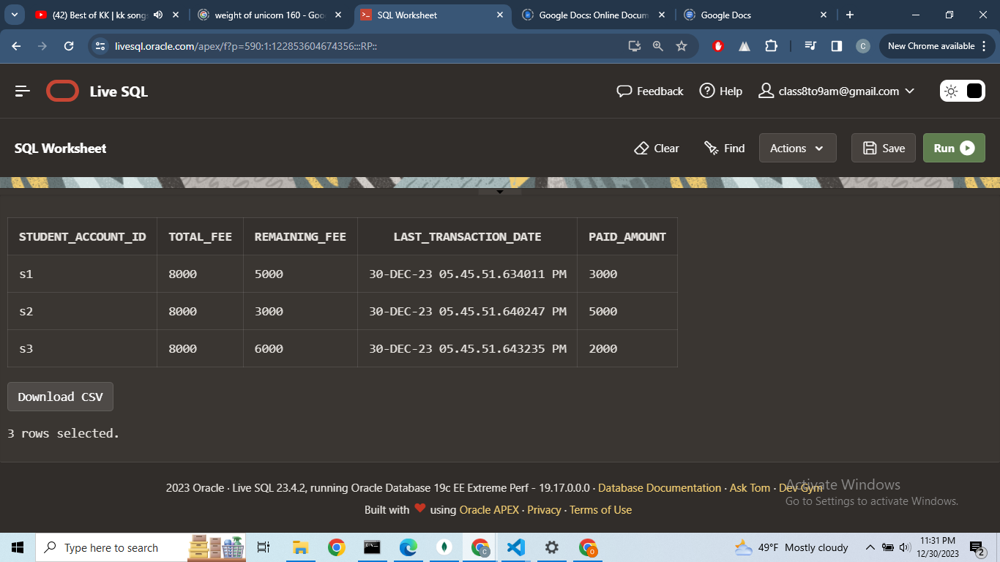 (42) Best of KK | kk songs
weight of unicorn 160 - Goo
SQL Worksheet
Google Docs: Online Docum
Google Docs
livesql.oracle.com/apex/f?p=590:1:122853604674356:::RP::
C
New Chrome available
Live SQL
Feedback
Help
class8to9am@gmail.com
SQL Worksheet
Clear
Find
Actions
Save
Run
STUDENT_ACCOUNT_ID TOTAL_FEE REMAINING_FEE LAST_TRANSACTION_DATE PAID_AMOUNT
s1 8000 5000 30-DEC-23 05.45.51.634011 PM 3000
s2 8000 3000 30-DEC-23 05.45.51.640247 PM 5000
s3 8000 6000 30-DEC-23 05.45.51.643235 PM 2000
Download CSV
3 rows selected.
2023 Oracle · Live SQL 23.4.2, running Oracle Database 19c EE Extreme Perf - 19.17.0.0.0 · Database Documentation · Ask Tom · Dev Gym
Built with ❤ using Oracle APEX · Privacy · Terms of Use
Activate Windows
Go to Settings to activate Windows.
Type here to search
49°F Mostly cloudy
11:31 PM
12/30/2023
2